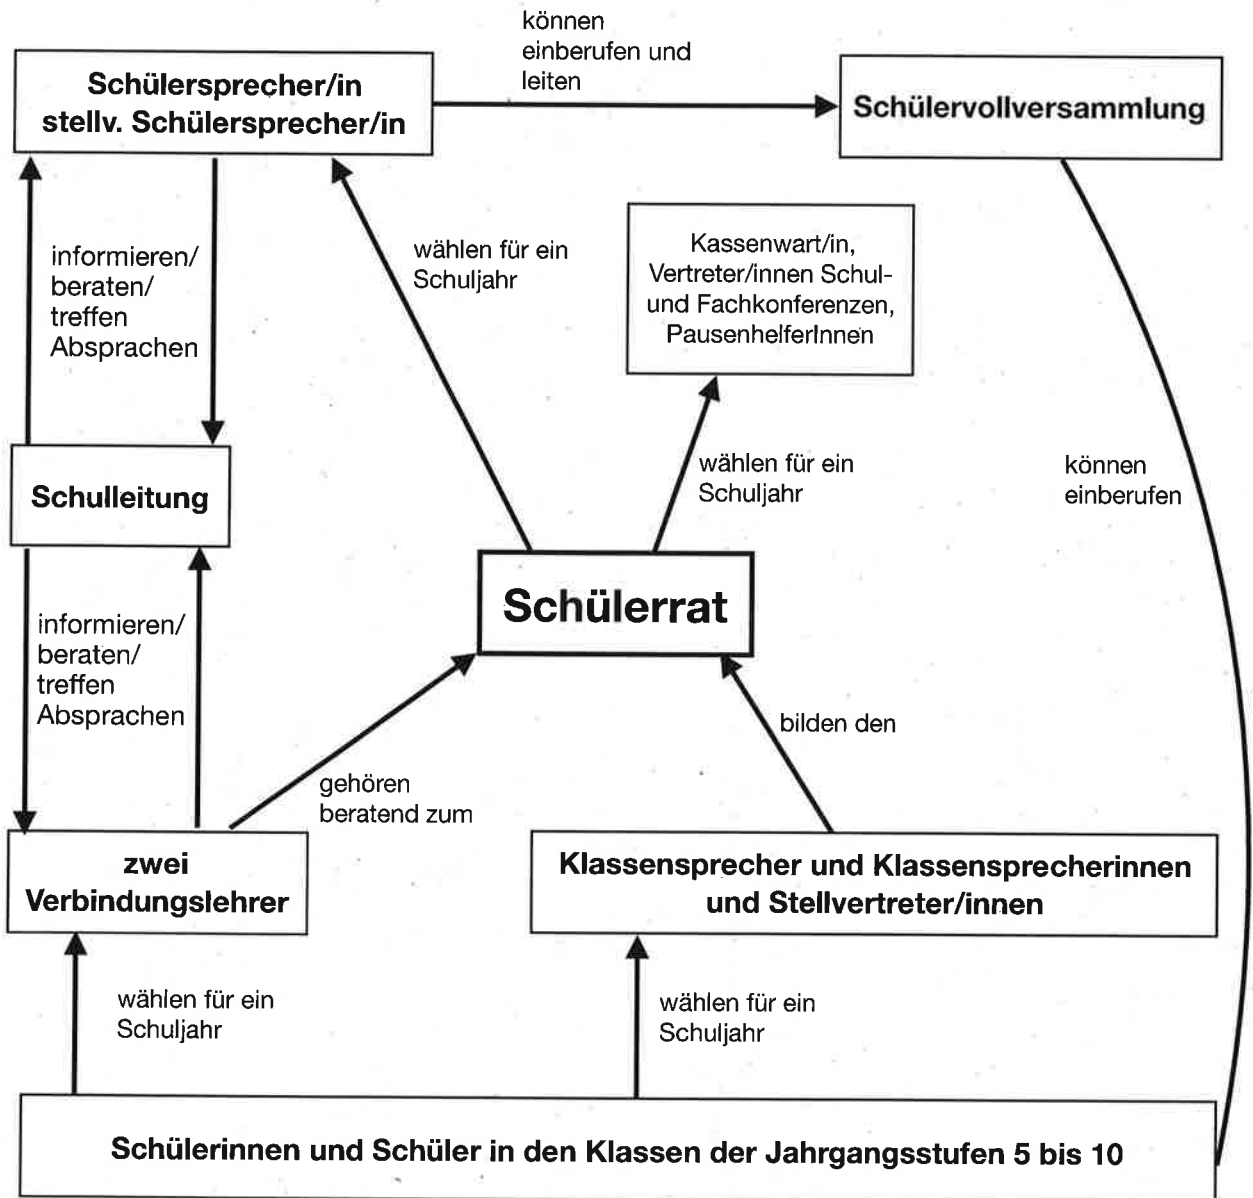 können
einberufen und
leiten
Schülersprecher/in
stellv. Schülersprecher/in
Schülervollversammlung
informieren/
beraten/
treffen
Absprachen
wählen für ein
Schuljahr
Kassenwart/in,
Vertreter/innen Schul-
und Fachkonferenzen,
PausenhelferInnen
Schulleitung
wählen für ein
Schuljahr
können
einberufen
Schülerrat
informieren/
beraten/
treffen
Absprachen
bilden den
gehören
beratend zum
zwei
Verbindungslehrer
Klassensprecher und Klassensprecherinnen
und Stellvertreter/innen
wählen für ein
Schuljahr
wählen für ein
Schuljahr
Schülerinnen und Schüler in den Klassen der Jahrgangsstufen 5 bis 10